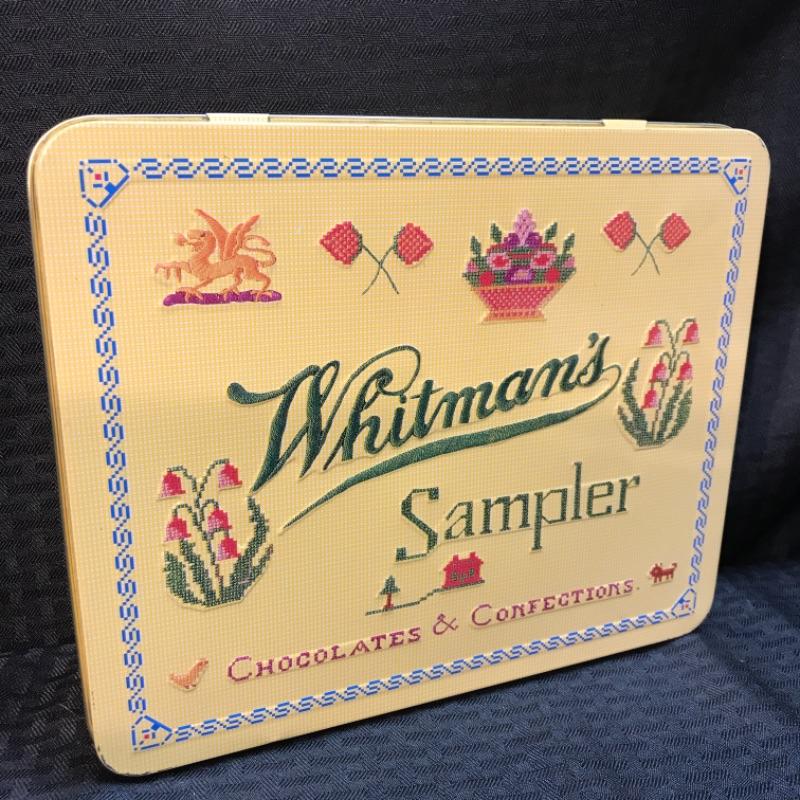 Whitman's
Sampler
CHOCOLATES & CONFECTIONS.